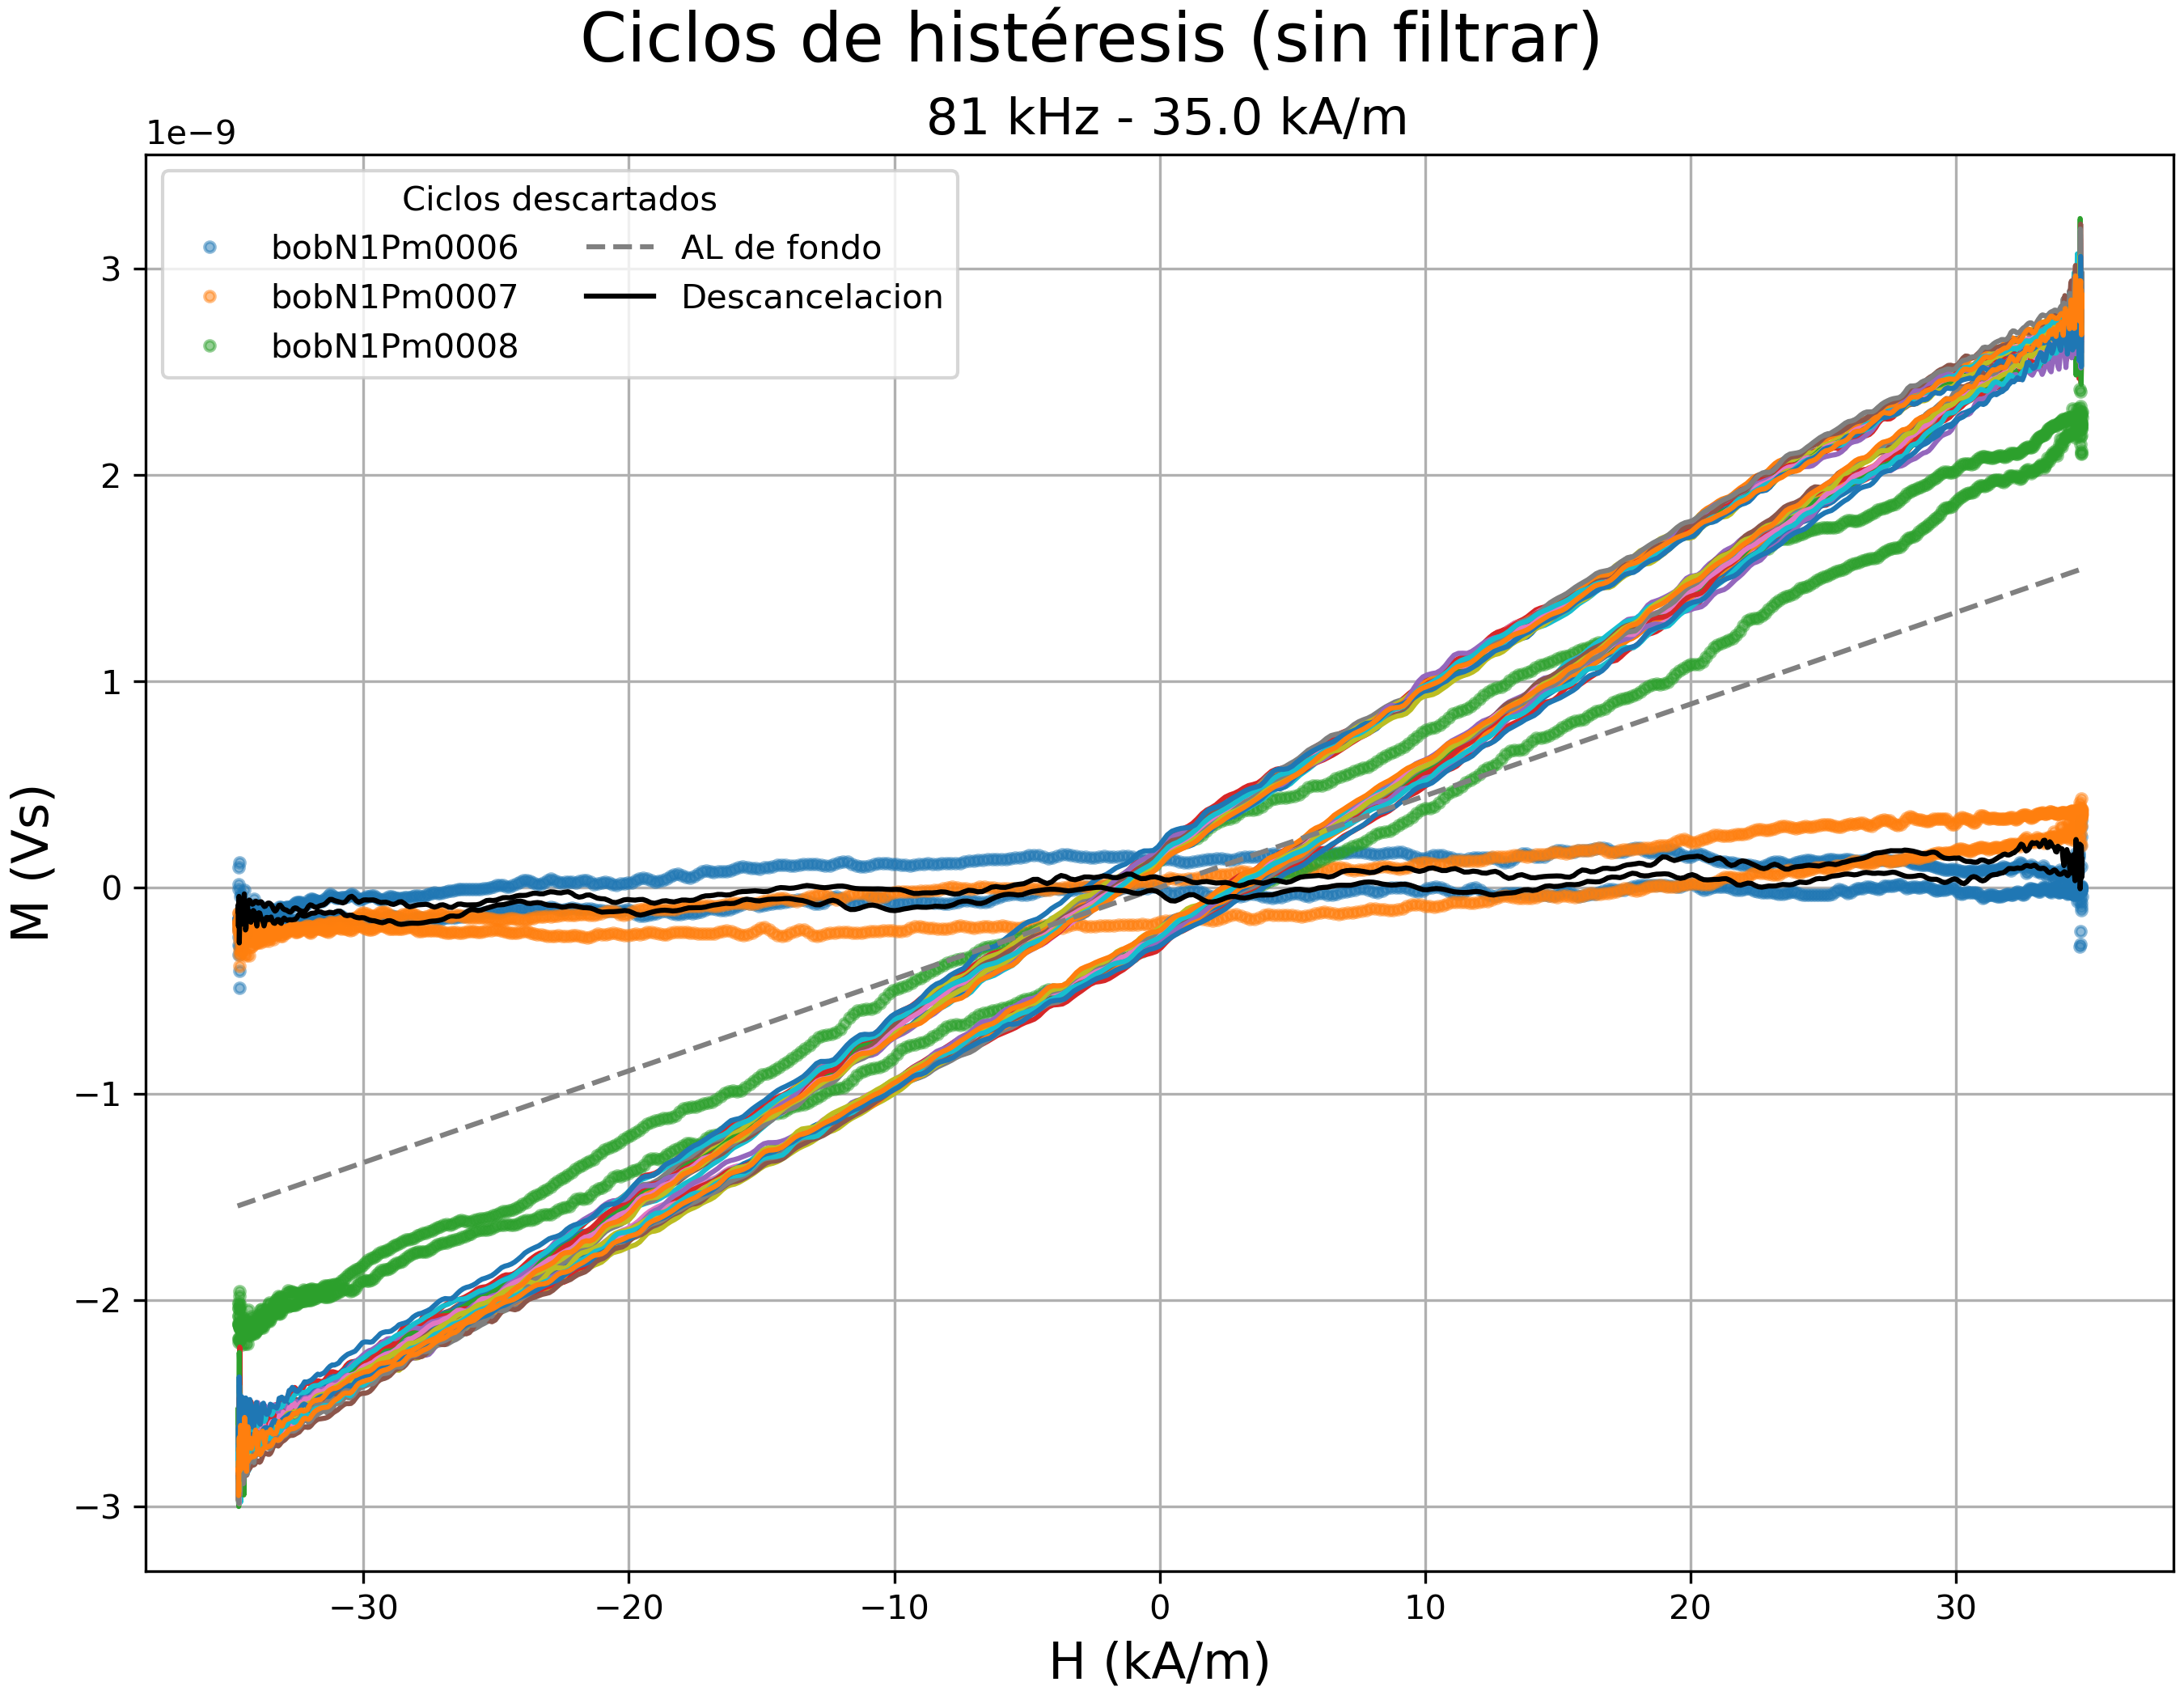 Ciclos de histéresis (sin filtrar)
81 kHz - 35.0 kA/m
1e−9
Ciclos descartados
bobN1Pm0006
bobN1Pm0007
bobN1Pm0008
AL de fondo
Descancelacion
3
2
1
0
−1
−2
−3
M (Vs)
−30 −20 −10 0 10 20 30
H (kA/m)